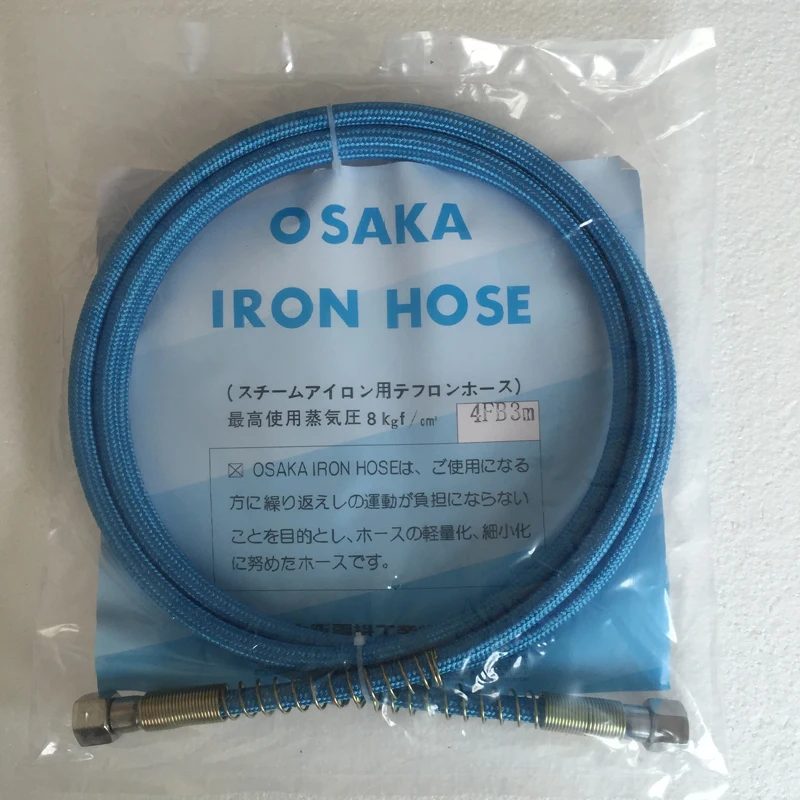 OSAKA
IRON HOSE
(スチームアイロン用テフロンホース)
最高使用蒸気圧8kgf/cm² 4FB3m
☒ OSAKA IRON HOSEは、ご使用になる
方に繰り返えしの運動が負担にならない
ことを目的とし、ホースの軽量化、細小化
に努めたホースです。